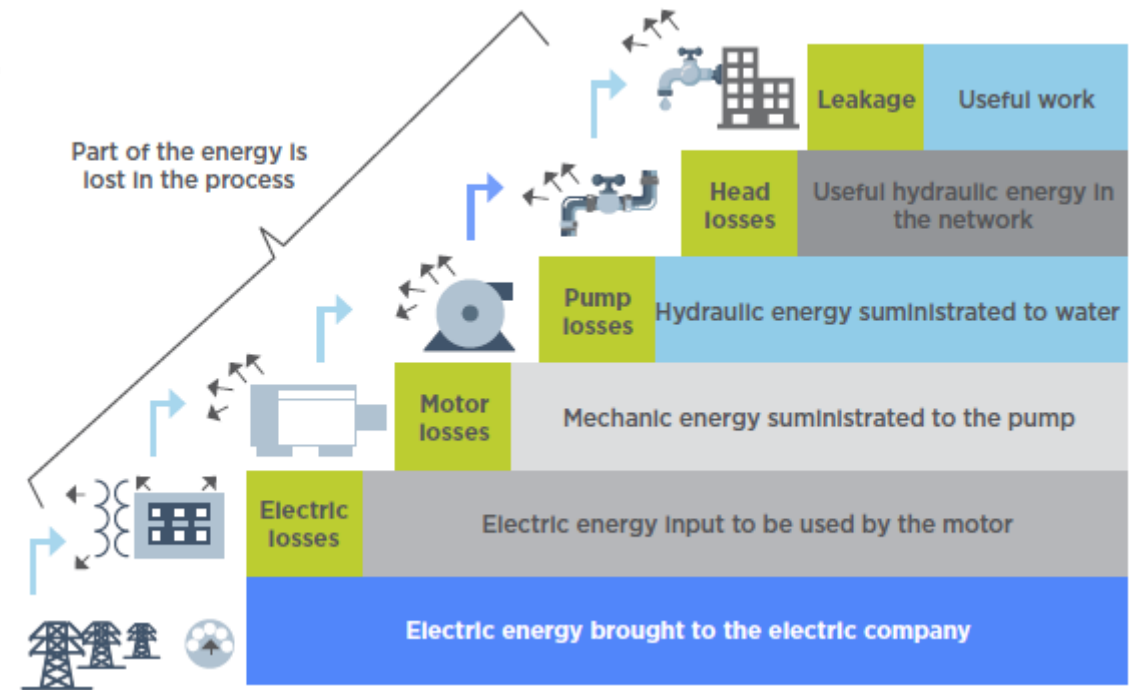 Part of the energy is
lost in the process
Leakage
Useful work
Head
losses
Useful hydraulic energy in
the network
Pump
losses
Hydraulic energy suministrated to water
Motor
losses
Mechanic energy suministrated to the pump
Electric
losses
Electric energy input to be used by the motor
Electric energy brought to the electric company